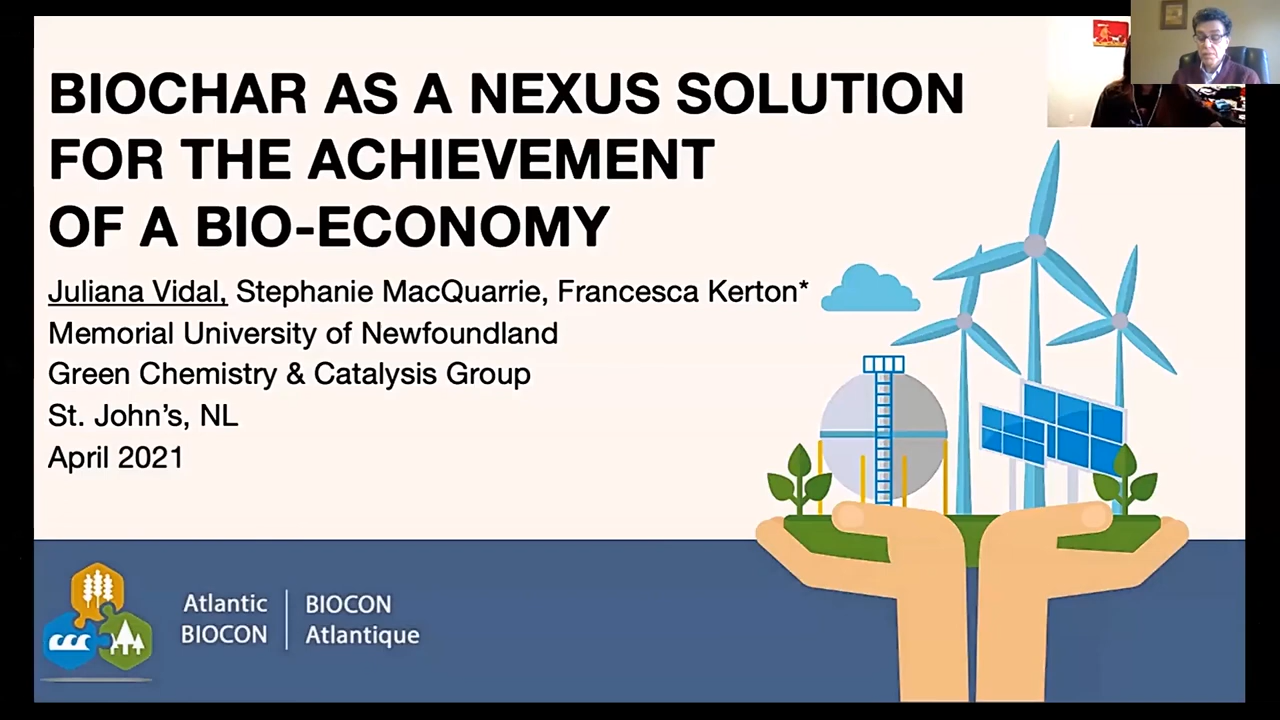 BIOCHAR AS A NEXUS SOLUTION
FOR THE ACHIEVEMENT
OF A BIO-ECONOMY
Juliana Vidal, Stephanie MacQuarrie, Francesca Kerton*
Memorial University of Newfoundland
Green Chemistry & Catalysis Group
St. John’s, NL
April 2021
Atlantic
BIOCON
BIOCON
Atlantique